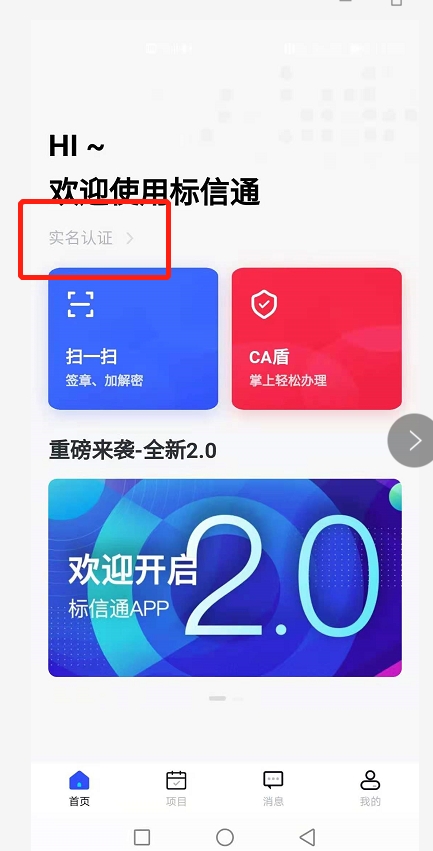 HI ~
欢迎使用标信通
实名认证
扫一扫
签章、加解密
CA盾
掌上轻松办理
重磅来袭-全新2.0
欢迎开启
标信通APP
2.0
首页
项目
消息
我的